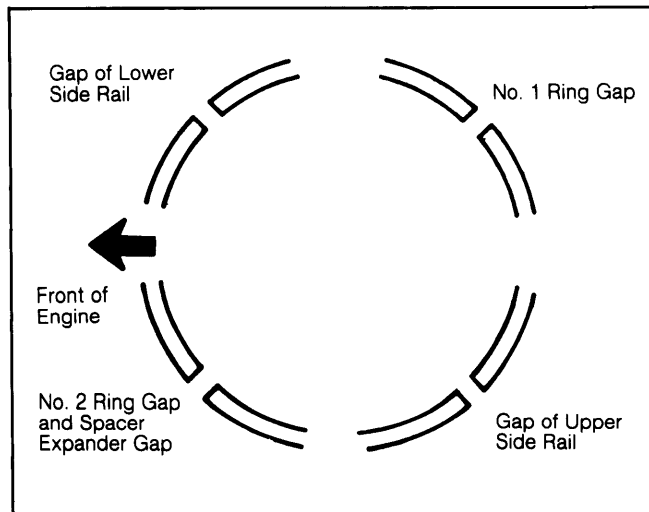 Gap of Lower
Side Rail
No. 1 Ring Gap
Front of
Engine
No. 2 Ring Gap
and Spacer
Expander Gap
Gap of Upper
Side Rail